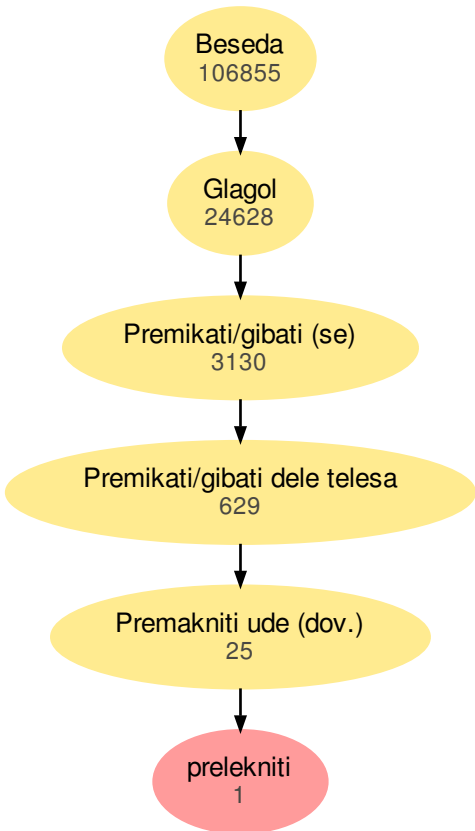 Beseda
106855
Glagol
24628
Premikati/gibati (se)
3130
Premikati/gibati dele telesa
629
Premakniti ude (dov.)
25
prelekniti
1